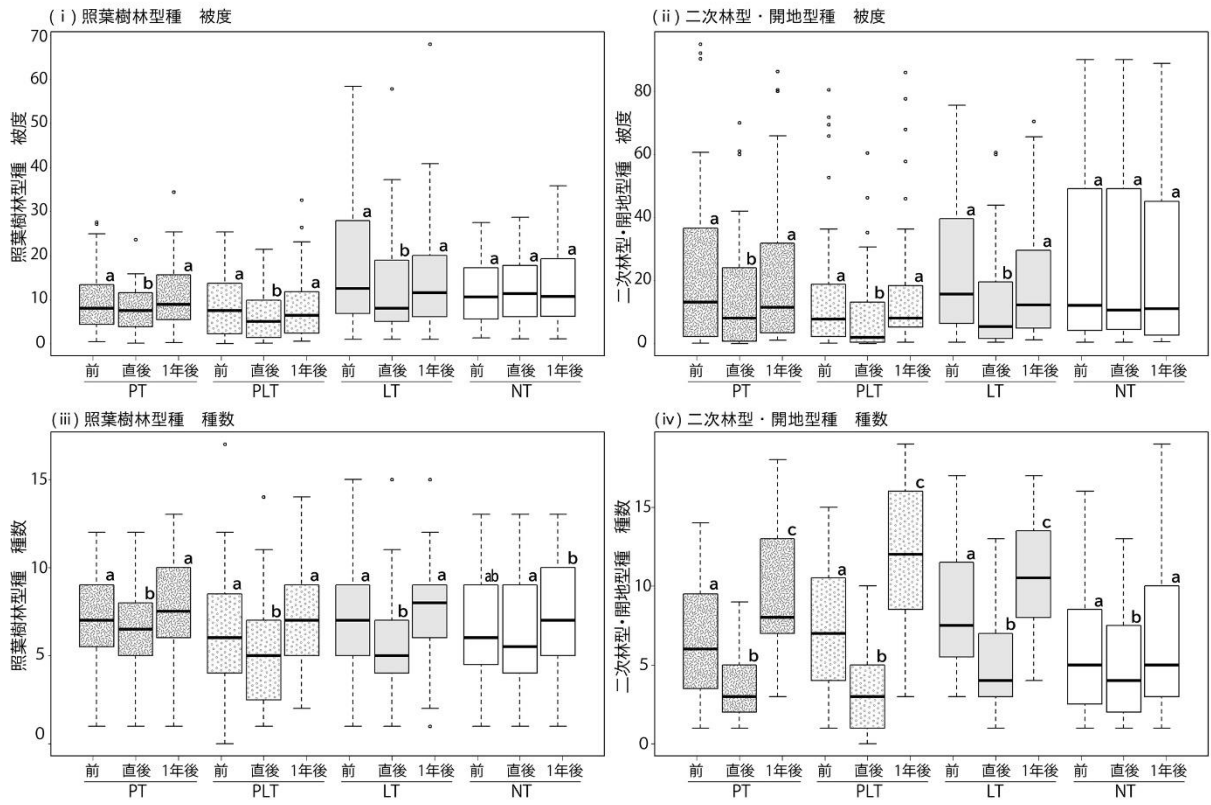 (i) 照葉樹林型種 被度
照葉樹林型種 被度
70
60
50
40
30
20
10
0
a b a a b a a b a a a a
前 直後 1年後 前 直後 1年後 前 直後 1年後 前 直後 1年後
PT PLT LT NT
(ii) 二次林型・開地型種 被度
二次林型・開地型種 被度
80
60
40
20
0
a b a a b a a b a a a a
前 直後 1年後 前 直後 1年後 前 直後 1年後 前 直後 1年後
PT PLT LT NT
(iii) 照葉樹林型種 種数
照葉樹林型種 種数
15
10
5
0
a b a a b a a b a ab a b
前 直後 1年後 前 直後 1年後 前 直後 1年後 前 直後 1年後
PT PLT LT NT
(iv) 二次林型・開地型種 種数
二次林型・開地型種 種数
15
10
5
0
a b c a b c a b c a b a
前 直後 1年後 前 直後 1年後 前 直後 1年後 前 直後 1年後
PT PLT LT NT